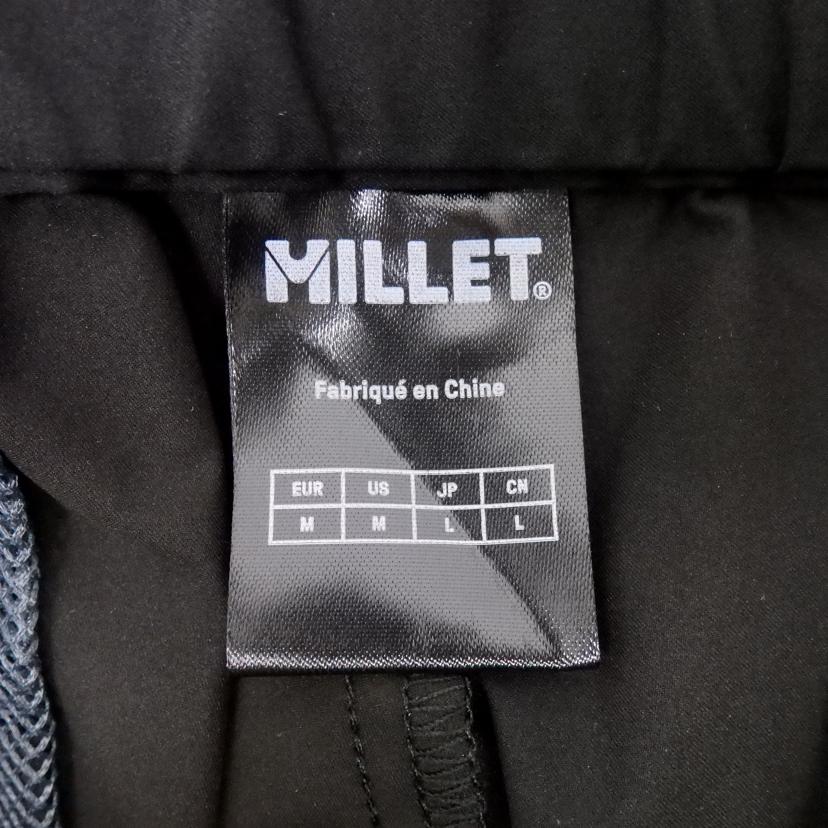 MILLET®
Fabriqué en Chine
EUR US JP CN
M M L L